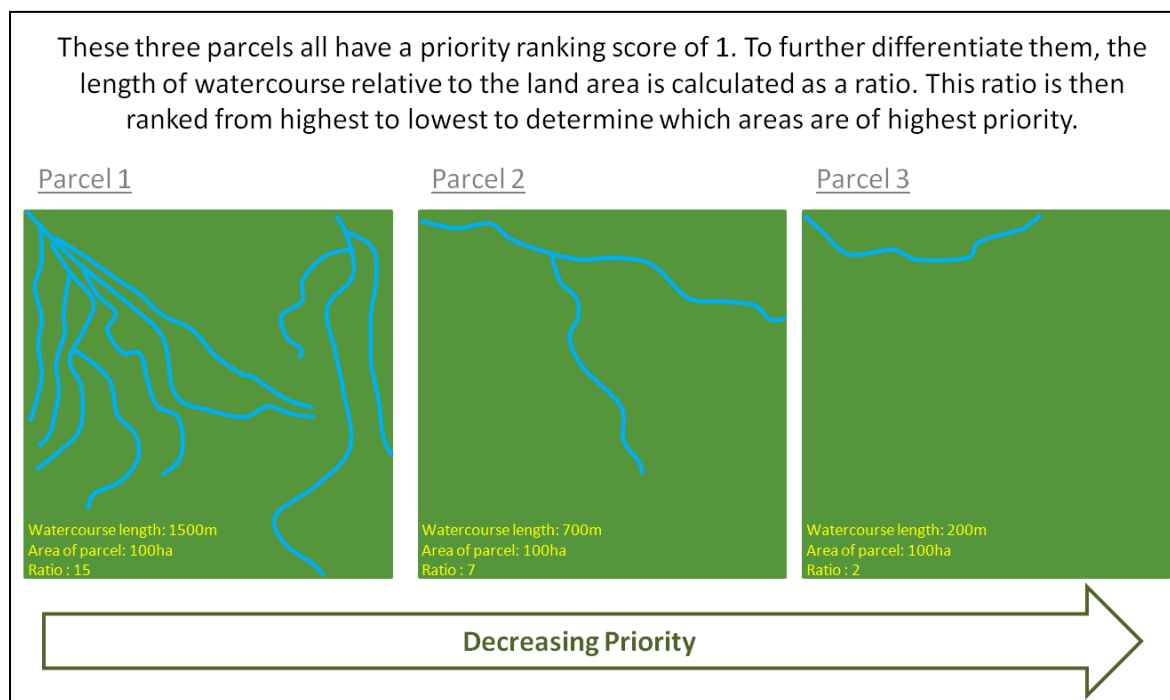 These three parcels all have a priority ranking score of 1. To further differentiate them, the
length of watercourse relative to the land area is calculated as a ratio. This ratio is then
ranked from highest to lowest to determine which areas are of highest priority.
Parcel 1
Parcel 2
Parcel 3
Watercourse length: 1500m
Area of parcel: 100ha
Ratio : 15
Watercourse length: 700m
Area of parcel: 100ha
Ratio : 7
Watercourse length: 200m
Area of parcel: 100ha
Ratio : 2
Decreasing Priority